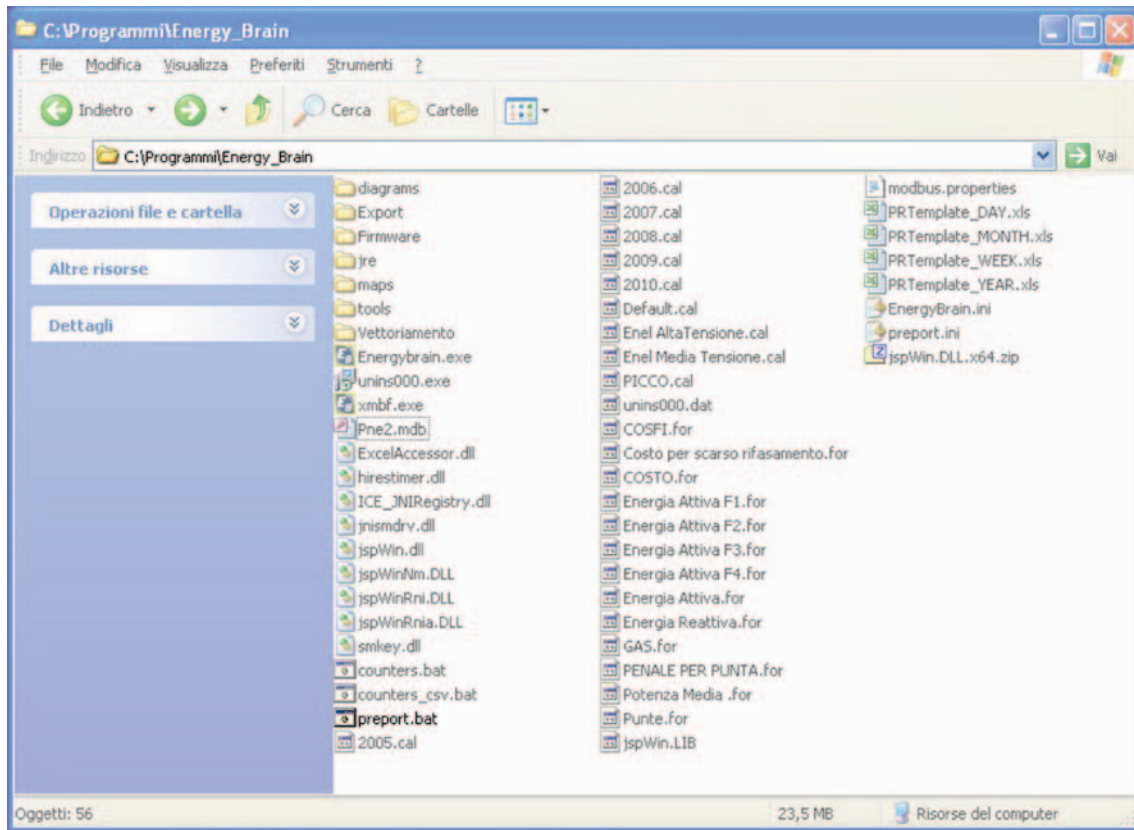 C:\Programmi\Energy_Brain
File Modifica Visualizza Preferiti Strumenti ?
Indietro Cerca Cartelle
Indirizzo C:\Programmi\Energy_Brain Vai
Operazioni file e cartella
Altre risorse
Dettagli
diagrams
Export
Firmware
jre
maps
tools
Vettoriamento
Energybrain.exe
unins000.exe
xmbf.exe
Pne2.mdb
ExcelAccessor.dll
hirestimer.dll
ICE_JNIRegistry.dll
jnismdrv.dll
jspWin.dll
jspWinNm.DLL
jspWinRni.DLL
jspWinRnia.DLL
smkey.dll
counters.bat
counters_csv.bat
preport.bat
2005.cal
2006.cal
2007.cal
2008.cal
2009.cal
2010.cal
Default.cal
Enel AltaTensione.cal
Enel Media Tensione.cal
PICCO.cal
unins000.dat
COSFI.for
Costo per scarso rifasamento.for
COSTO.for
Energia Attiva F1.for
Energia Attiva F2.for
Energia Attiva F3.for
Energia Attiva F4.for
Energia Attiva.for
Energia Reattiva.for
GAS.for
PENALE PER PUNTA.for
Potenza Media .for
Punte.for
jspWin.LIB
modbus.properties
PRTemplate_DAY.xls
PRTemplate_MONTH.xls
PRTemplate_WEEK.xls
PRTemplate_YEAR.xls
EnergyBrain.ini
preport.ini
jspWin.DLL.x64.zip
Oggetti: 56 23,5 MB Risorse del computer